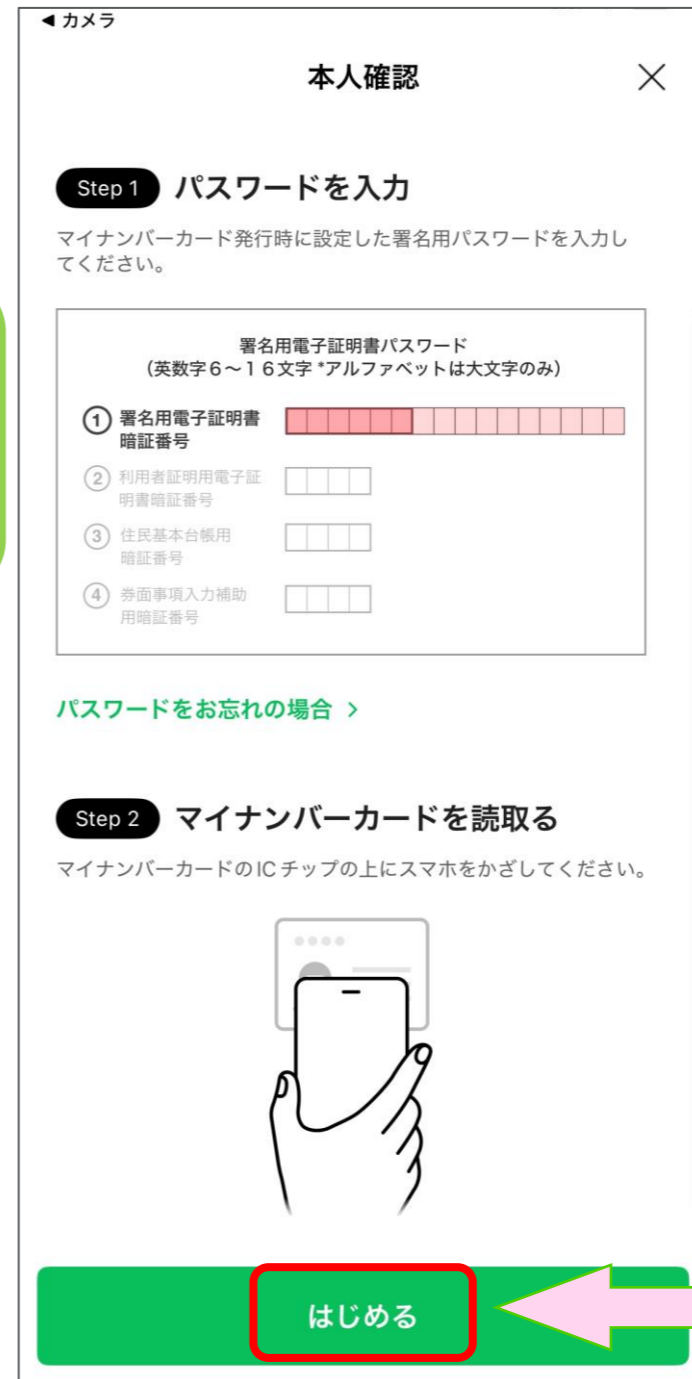 ◀ カメラ
本人確認
Step 1 パスワードを入力
マイナンバーカード発行時に設定した署名用パスワードを入力し
てください。
署名用電子証明書パスワード
（英数字６～１６文字 *アルファベットは大文字のみ）
① 署名用電子証明書
暗証番号
② 利用者証明用電子証
明書暗証番号
③ 住民基本台帳用
暗証番号
④ 券面事項入力補助
用暗証番号
パスワードをお忘れの場合 >
Step 2 マイナンバーカードを読取る
マイナンバーカードのICチップの上にスマホをかざしてください。
はじめる